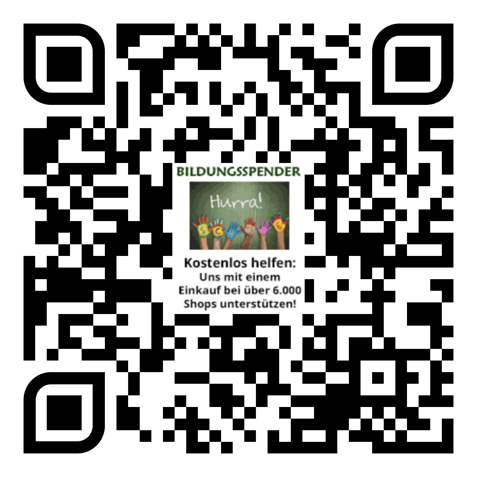 BILDUNGSSPENDER
Hurra!
Kostenlos helfen:
Uns mit einem
Einkauf bei über 6.000
Shops unterstützen!